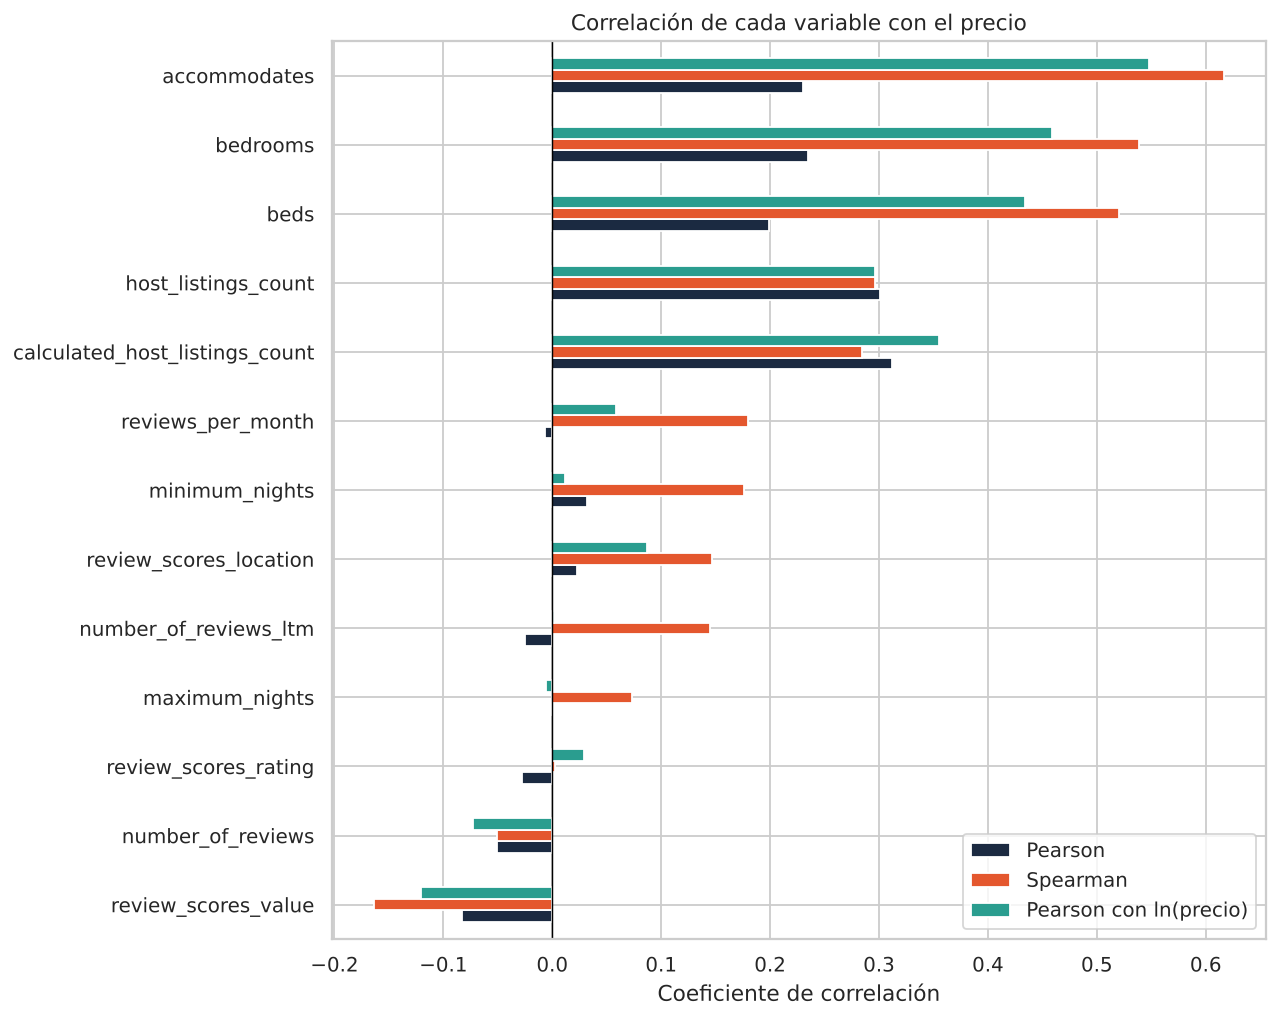 Correlación de cada variable con el precio
accommodates
bedrooms
beds
host_listings_count
calculated_host_listings_count
reviews_per_month
minimum_nights
review_scores_location
number_of_reviews_ltm
maximum_nights
review_scores_rating
number_of_reviews
review_scores_value
Pearson
Spearman
Pearson con ln(precio)
−0.2 −0.1 0.0 0.1 0.2 0.3 0.4 0.5 0.6
Coeficiente de correlación